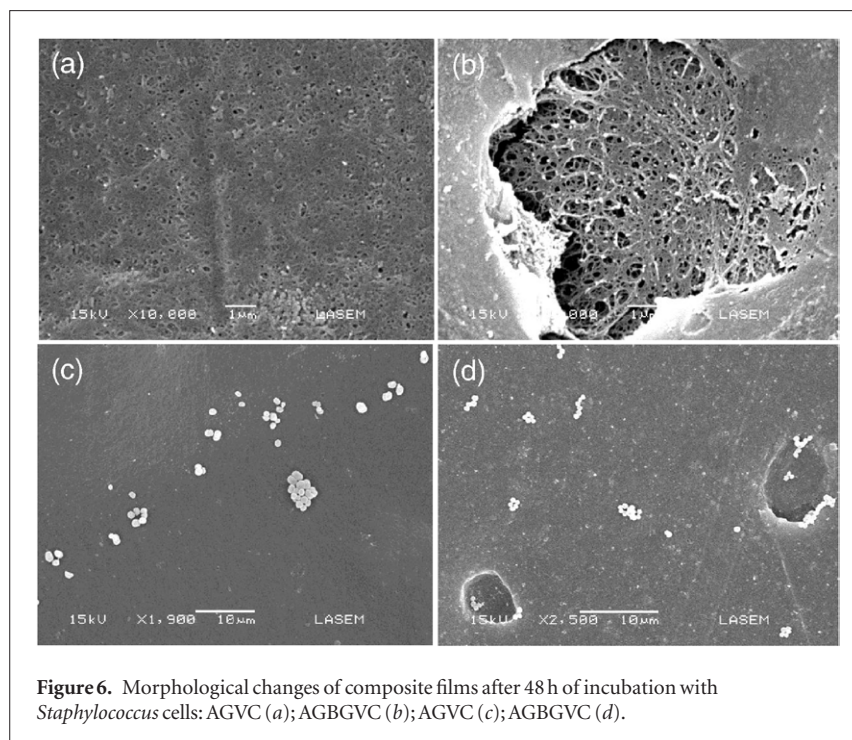 (a)
15kV X10,000 1µm LASEM
(b)
15kV 1µm LASEM
(c)
15kV X1,900 10µm LASEM
(d)
15kV X2,500 10µm LASEM
Figure 6. Morphological changes of composite films after 48 h of incubation with
Staphylococcus cells: AGVC (a); AGBGVC (b); AGVC (c); AGBGVC (d).